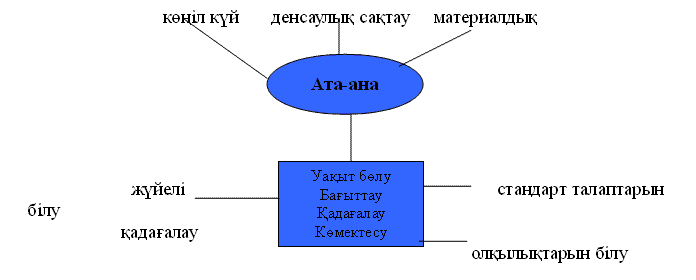 көңіл күй денсаулық сақтау материалдық
Ата-ана
Уақыт бөлу
Бағыттау
Қадағалау
Көмектесу
жүйелі стандарт талаптарын
білу
қадағалау
олқылықтарын білу